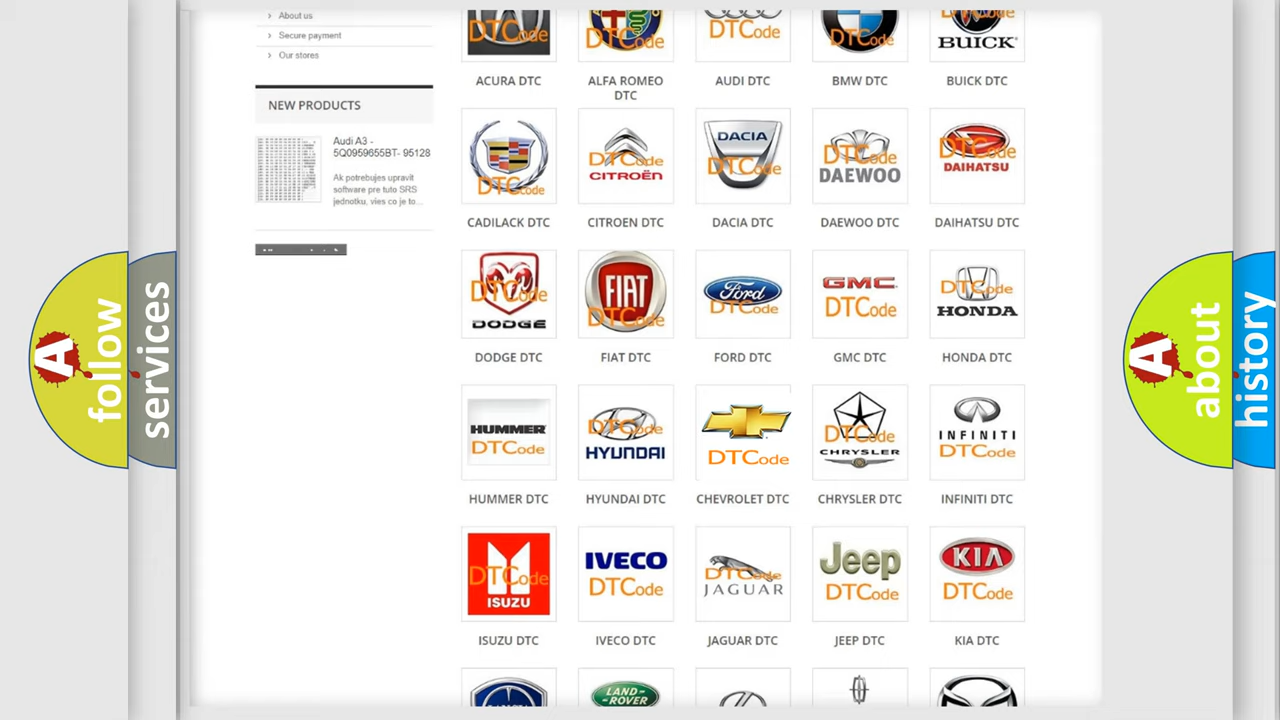 About us
Secure payment
Our stores
NEW PRODUCTS
Audi A3 -
5Q0959655BT- 95128
Ak potrebujes upravit
software pre tuto SRS
jednotku, vies co je to...
DTCode
DTCode
DTCode
DTCode
DTCode
BUICK
ACURA DTC
ALFA ROMEO
DTC
AUDI DTC
BMW DTC
BUICK DTC
DTCode
DTCode
CITROËN
DACIA
DTCode
DTCode
DAEWOO
DTCode
DAIHATSU
CADILACK DTC
CITROEN DTC
DACIA DTC
DAEWOO DTC
DAIHATSU DTC
DTCode
DODGE
FIAT
DTCode
Ford
DTCode
GMC
DTCode
DTCode
HONDA
DODGE DTC
FIAT DTC
FORD DTC
GMC DTC
HONDA DTC
HUMMER
DTCode
DTCode
HYUNDAI
DTCode
DTCode
CHRYSLER
INFINITI
DTCode
HUMMER DTC
HYUNDAI DTC
CHEVROLET DTC
CHRYSLER DTC
INFINITI DTC
DTCode
ISUZU
IVECO
DTCode
DTCode
JAGUAR
Jeep
DTCode
KIA
DTCode
ISUZU DTC
IVECO DTC
JAGUAR DTC
JEEP DTC
KIA DTC
LAND-
ROVER
A follow
services
A about
history